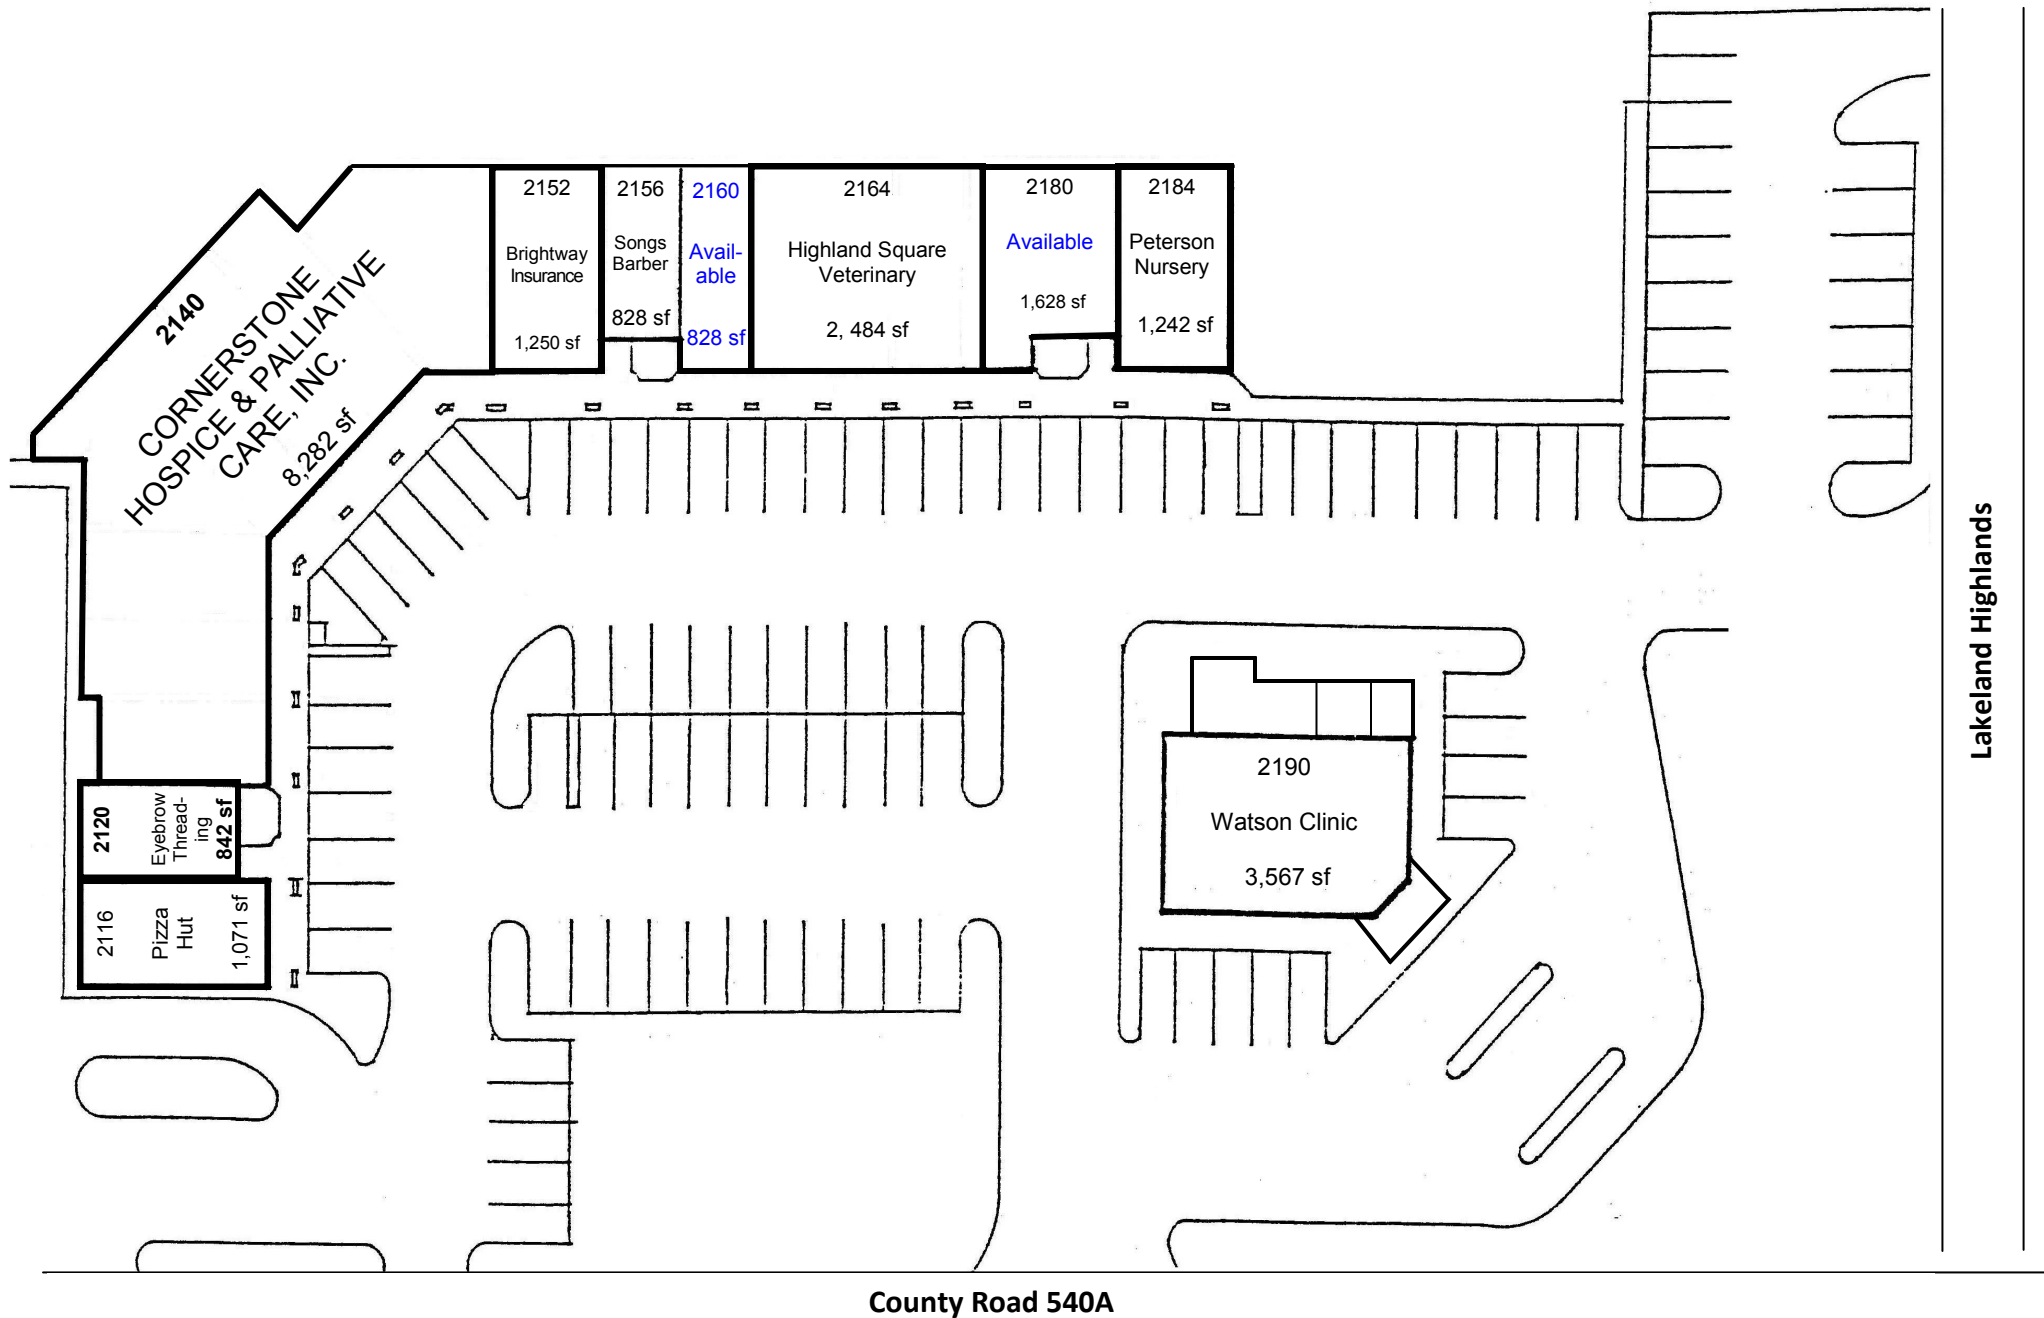 2140
CORNERSTONE
HOSPICE & PALLIATIVE
CARE, INC.
8,282 sf
2152
Brightway
Insurance
1,250 sf
2156
Songs
Barber
828 sf
2160
Avail-
able
828 sf
2164
Highland Square
Veterinary
2, 484 sf
2180
Available
1,628 sf
2184
Peterson
Nursery
1,242 sf
2120
Eyebrow
Thread-
ing
842 sf
2116
Pizza
Hut
1,071 sf
2190
Watson Clinic
3,567 sf
Lakeland Highlands
County Road 540A